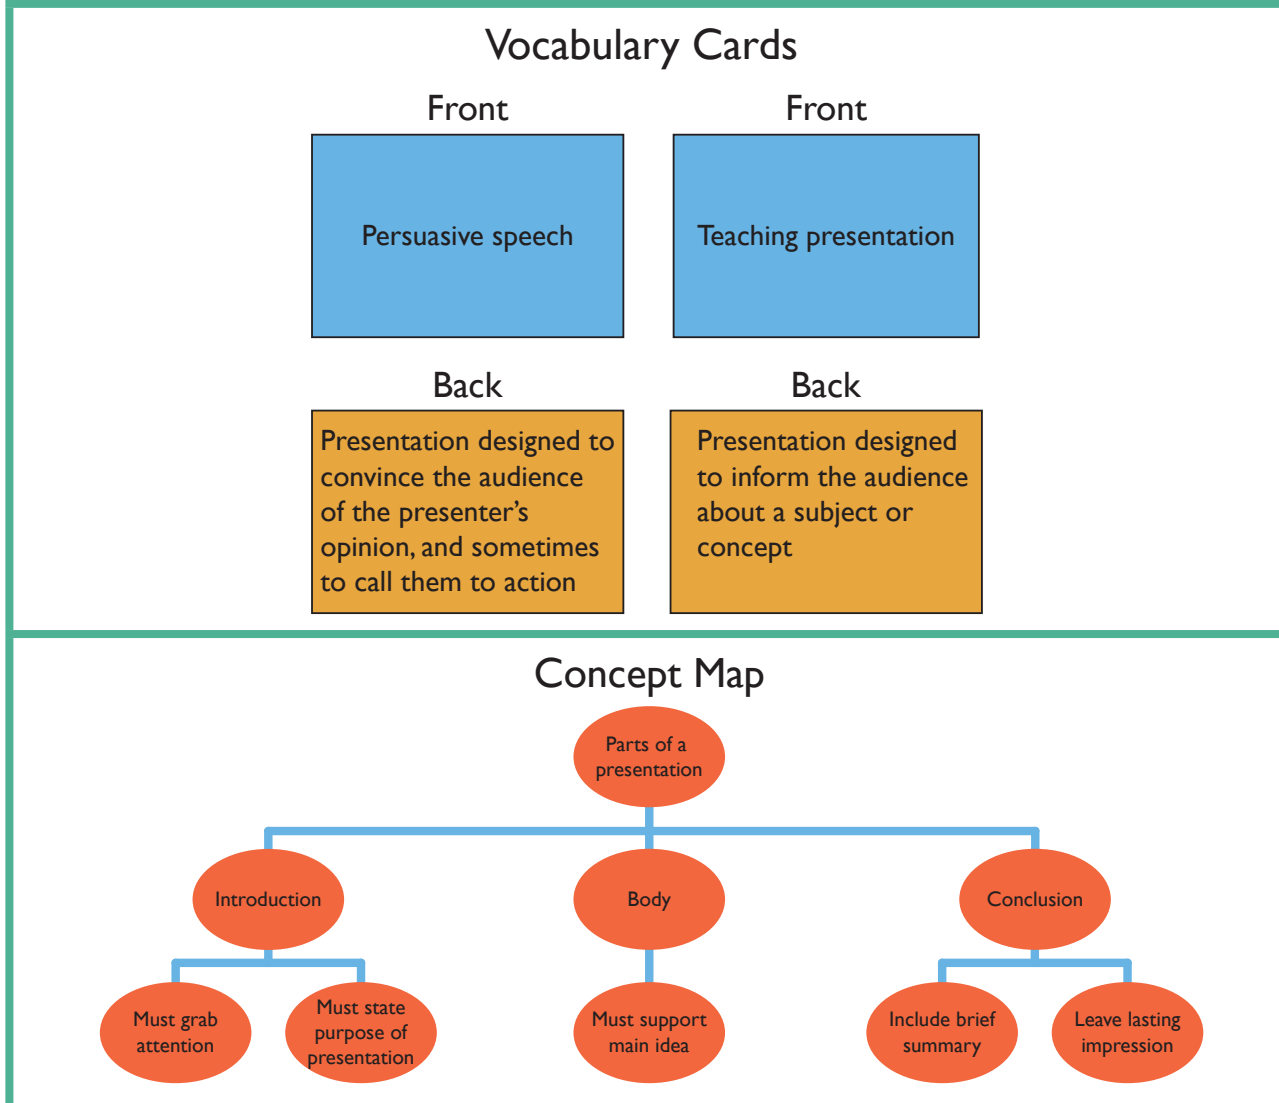 Vocabulary Cards
Front
Front
Persuasive speech
Teaching presentation
Back
Back
Presentation designed to
convince the audience
of the presenter's
opinion, and sometimes
to call them to action
Presentation designed
to inform the audience
about a subject or
concept
Concept Map
Parts of a
presentation
Introduction
Body
Conclusion
Must grab
attention
Must state
purpose of
presentation
Must support
main idea
Include brief
summary
Leave lasting
impression